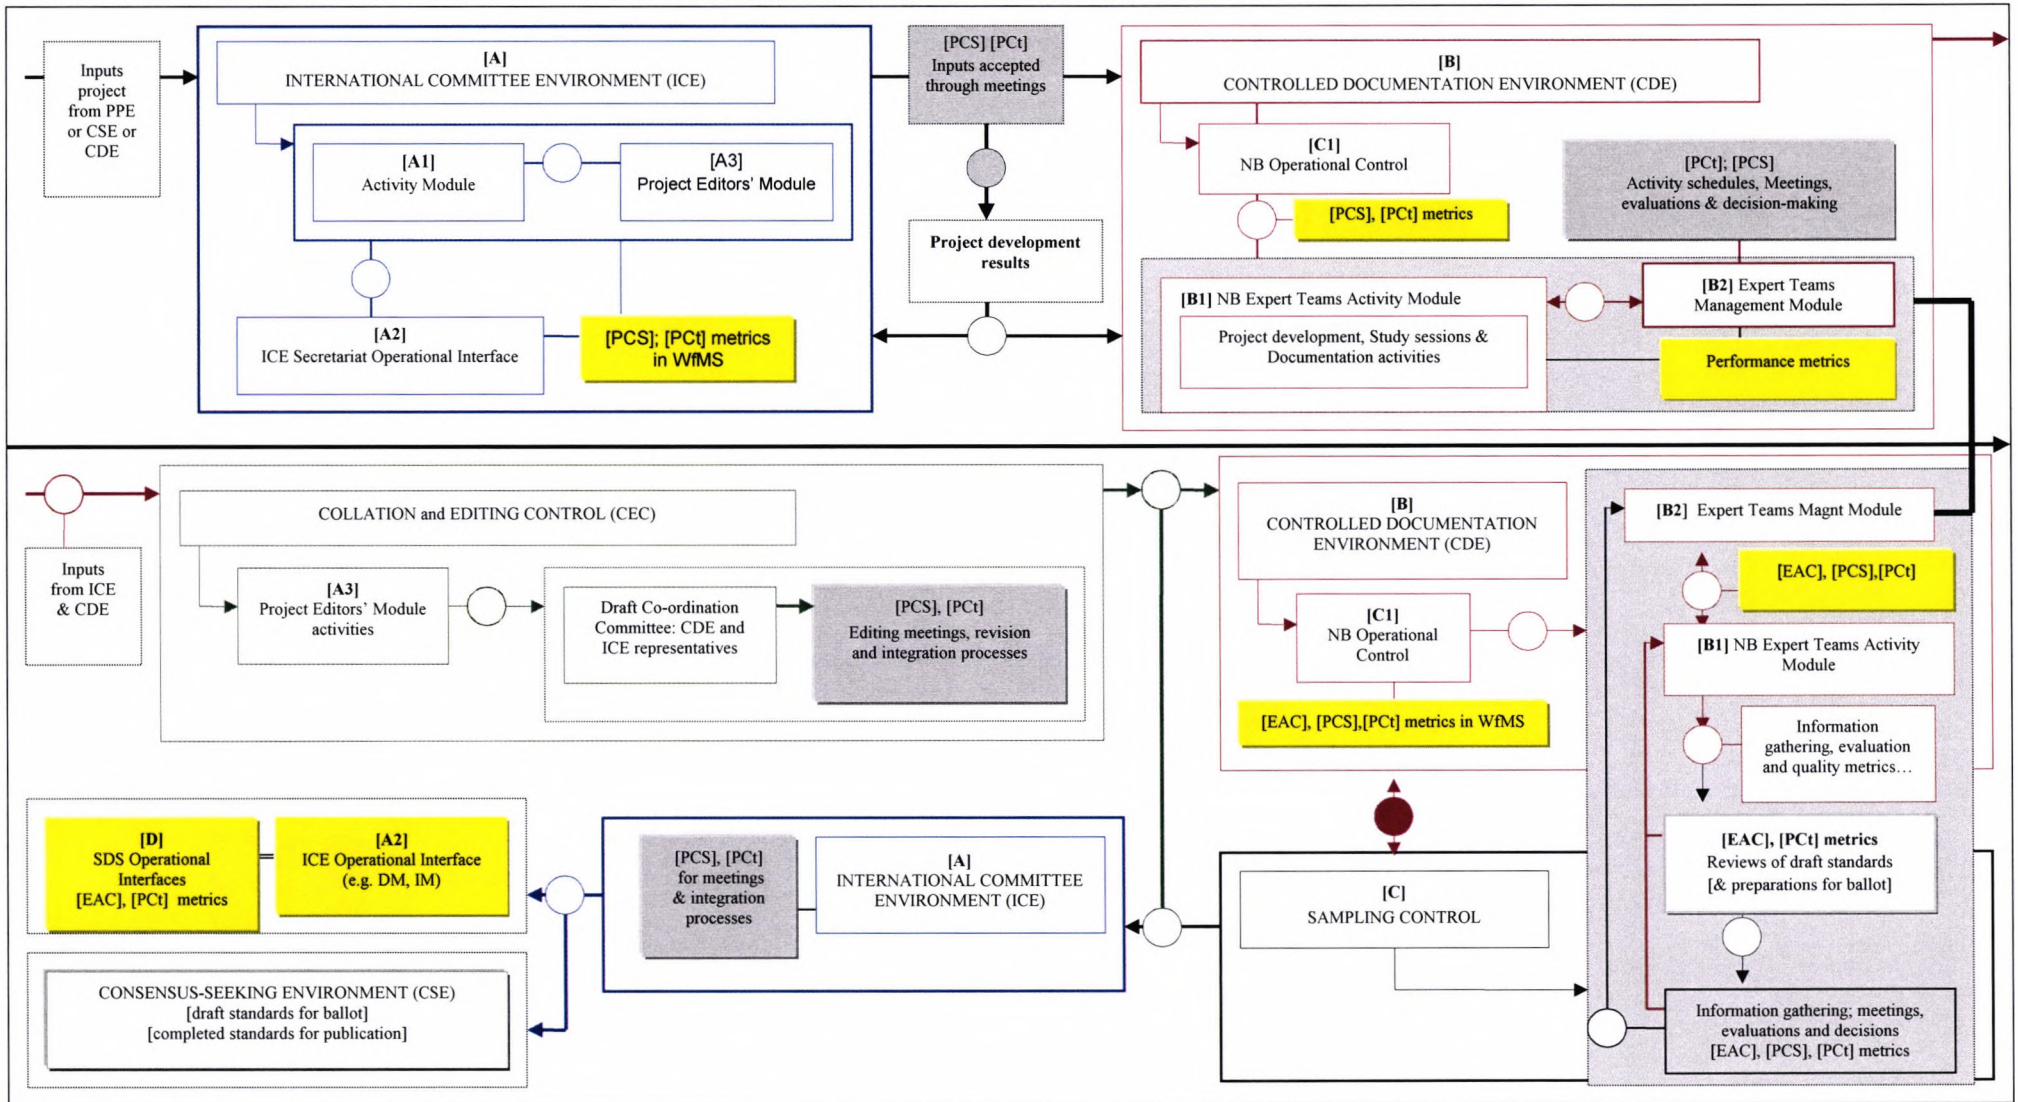 Inputs
project
from PPE
or CSE or
CDE
[A]
INTERNATIONAL COMMITTEE ENVIRONMENT (ICE)
[A1]
Activity Module
[A3]
Project Editors' Module
[A2]
ICE Secretariat Operational Interface
[PCS]; [PCt] metrics
in WfMS
[PCS] [PCt]
Inputs accepted
through meetings
Project development
results
[B]
CONTROLLED DOCUMENTATION ENVIRONMENT (CDE)
[C1]
NB Operational Control
[PCS], [PCt] metrics
[PCt]; [PCS]
Activity schedules, Meetings,
evaluations & decision-making
[B1] NB Expert Teams Activity Module
Project development, Study sessions &
Documentation activities
[B2] Expert Teams
Management Module
Performance metrics
Inputs
from ICE
& CDE
COLLATION and EDITING CONTROL (CEC)
[A3]
Project Editors' Module
activities
Draft Co-ordination
Committee: CDE and
ICE representatives
[PCS], [PCt]
Editing meetings, revision
and integration processes
[B]
CONTROLLED DOCUMENTATION
ENVIRONMENT (CDE)
[C1]
NB Operational
Control
[EAC], [PCS],[PCt] metrics in WfMS
[B2] Expert Teams Magnt Module
[EAC], [PCS],[PCt]
[B1] NB Expert Teams Activity
Module
Information
gathering, evaluation
and quality metrics…
[EAC], [PCt] metrics
Reviews of draft standards
[& preparations for ballot]
Information gathering; meetings,
evaluations and decisions
[EAC], [PCS], [PCt] metrics
[C]
SAMPLING CONTROL
[PCS], [PCt]
for meetings
& integration
processes
[A]
INTERNATIONAL COMMITTEE
ENVIRONMENT (ICE)
[D]
SDS Operational
Interfaces
[EAC], [PCt] metrics
=
[A2]
ICE Operational Interface
(e.g. DM, IM)
CONSENSUS-SEEKING ENVIRONMENT (CSE)
[draft standards for ballot]
[completed standards for publication]